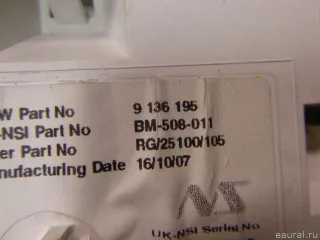 W Part No 9 136 195
-NSI Part No BM-508-011
er Part No RG/25100/105
nufacturing Date 16/10/07
NS
UK-NSI Serial No
eaural.ru